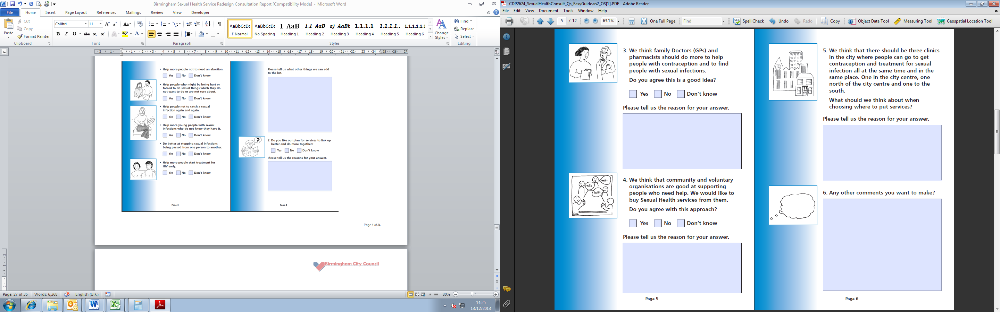 Birmingham Sexual Health Service Redesign Consultation Report [Compatibility Mode] - Microsoft Word
File Home Insert Page Layout References Mailings Review View Developer
Cut
Copy
Format Painter
Paste
Clipboard
Calibri 11
Font
Paragraph
AaBbCcDc AaBbCcDc 1 AaB 1.1 AaB a) AaBb 1.1.1.1 1.1.1.1. 1.1.1.1.1
¶ Normal No Spacing Heading 1 Heading 2 Heading 3 Heading 4 Heading 5 Heading 6
Change
Styles
Styles
Find
Replace
Select
Editing
• Help more people not to need an abortion.
Yes No Don't know
• Help people who might be being hurt or
forced to do sexual things which they do
not want to do or are not sure about.
Yes No Don't know
• Help people not to catch a sexual
infection again and again.
Yes No Don't know
• Help more young people with sexual
infections who do not know they have it.
Yes No Don't know
• Do better at stopping sexual infections
being passed from one person to another.
Yes No Don't know
• Help more people start treatment for
HIV early.
Yes No Don't know
Page 3
Please tell us what other things we can add
to the list.
?
2. Do you like our plan for services to link up
better and do more together?
Yes No Don't know
Please tell us the reasons for your answer.
Page 4
Page 1 of 34
Birmingham City Council
Page: 27 of 35 Words: 6,368 English (U.K.) 80%
14:25
13/12/2013
CDP2624_SexualHealthConsult_Qs_EasyGuide.vs2_OS[1].PDF - Adobe Reader
File Edit View Document Tools Window Help
5 / 12 63.1% One Full Page Find Spell Check Undo Redo Copy Object Data Tool Measuring Tool Geospatial Location Tool
3. We think family Doctors (GPs) and
pharmacists should do more to help
people with contraception and to find
people with sexual infections.
Do you agree this is a good idea?
Yes No Don't know
Please tell us the reason for your answer.
hello
hello
hello
4. We think that community and voluntary
organisations are good at supporting
people who need help. We would like to
buy Sexual Health services from them.
Do you agree with this approach?
Yes No Don't know
Please tell us the reason for your answer.
Page 5
5. We think that there should be three clinics
in the city where people can go to get
contraception and treatment for sexual
infection all at the same time and in the
same place. One in the city centre, one
north of the city centre and one to the
south.
What should we think about when
choosing where to put services?
Please tell us the reason for your answer.
6. Any other comments you want to make?
Page 6